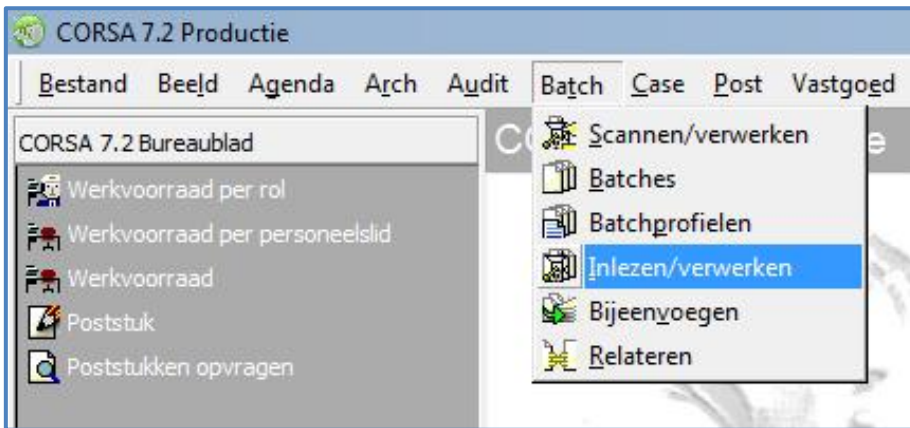 CORSA 7.2 Productie
Bestand Beeld Agenda Arch Audit Batch Case Post Vastgoed
CORSA 7.2 Bureaublad
Werkvoorraad per rol
Werkvoorraad per personeelslid
Werkvoorraad
Poststuk
Poststukken opvragen
Scannen/verwerken
Batches
Batchprofielen
Inlezen/verwerken
Bijeenvoegen
Relateren